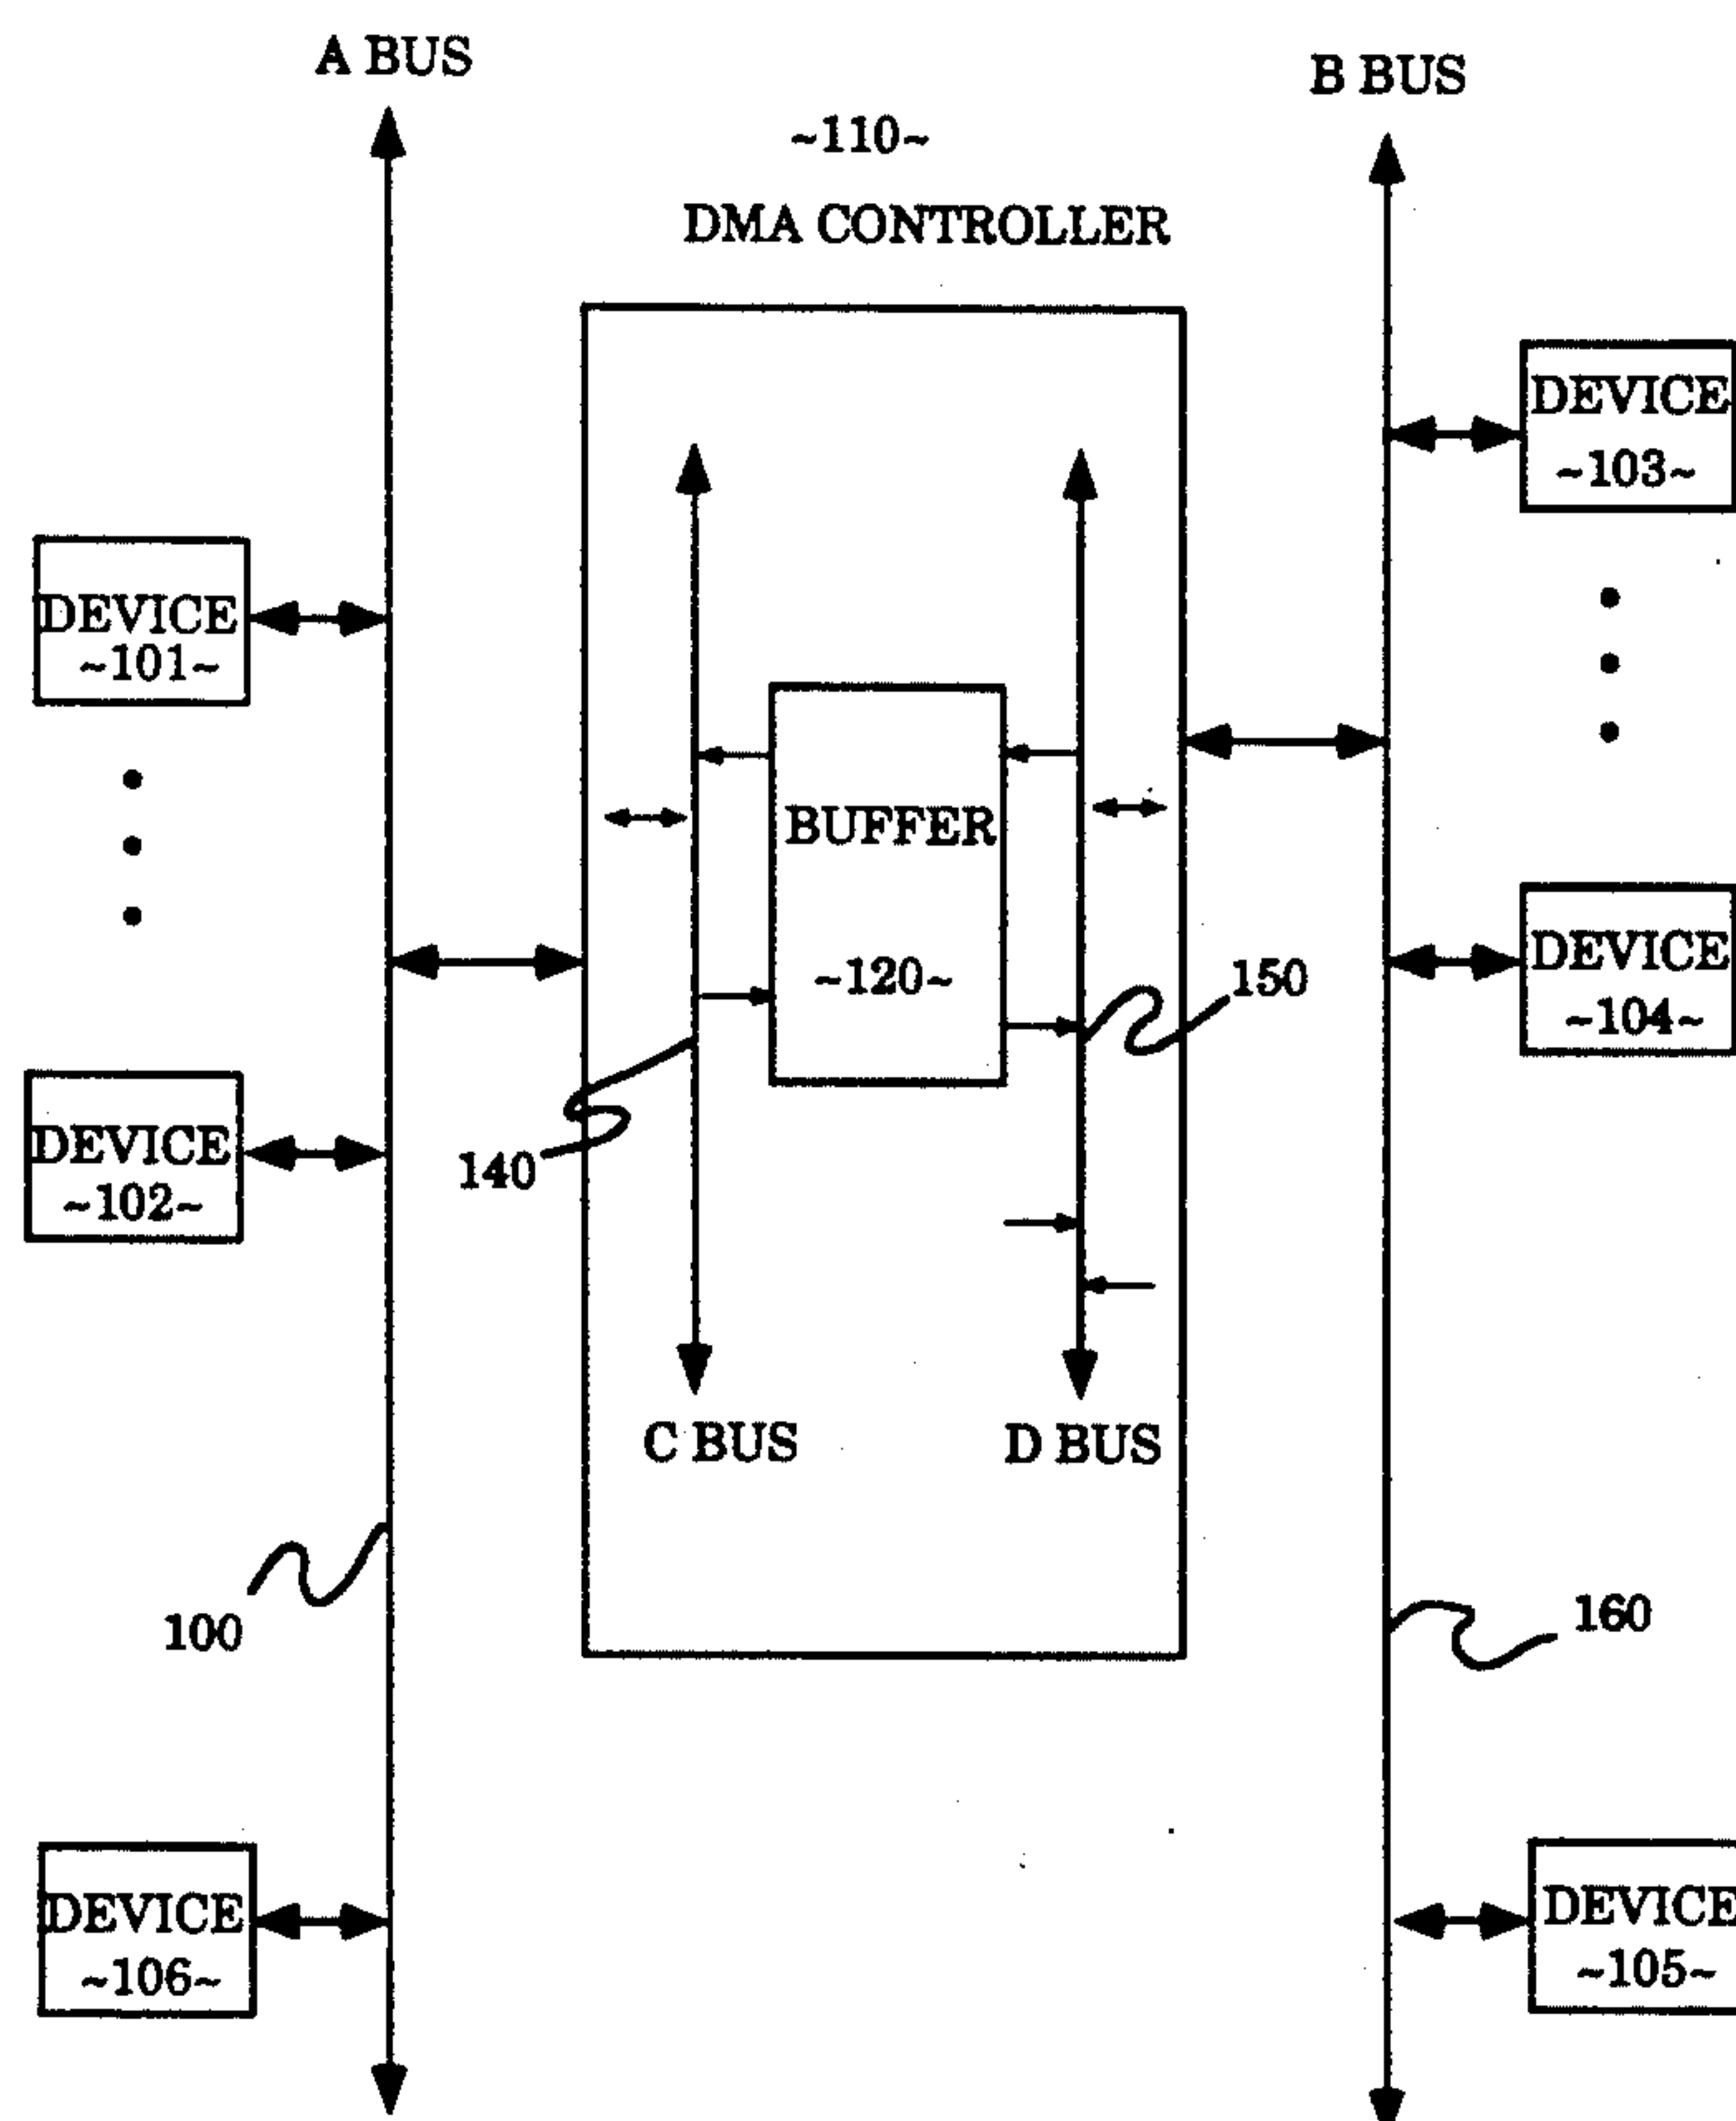 A BUS
B BUS
~110~
DMA CONTROLLER
DEVICE
~103~
DEVICE
~101~
BUFFER
~120~
150
DEVICE
~104~
140
DEVICE
~102~
C BUS
D BUS
100
160
DEVICE
~106~
DEVICE
~105~